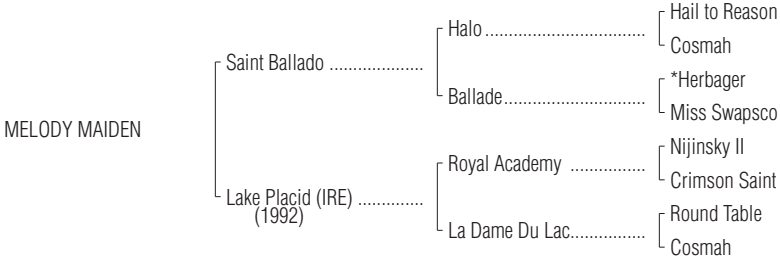 Hail to Reason
Halo ................................
Cosmah
Saint Ballado ...................
*Herbager
Ballade............................
Miss Swapsco
MELODY MAIDEN
Nijinsky II
Royal Academy ...............
Crimson Saint
Lake Placid (IRE) .............
(1992)
Round Table
La Dame Du Lac...............
Cosmah